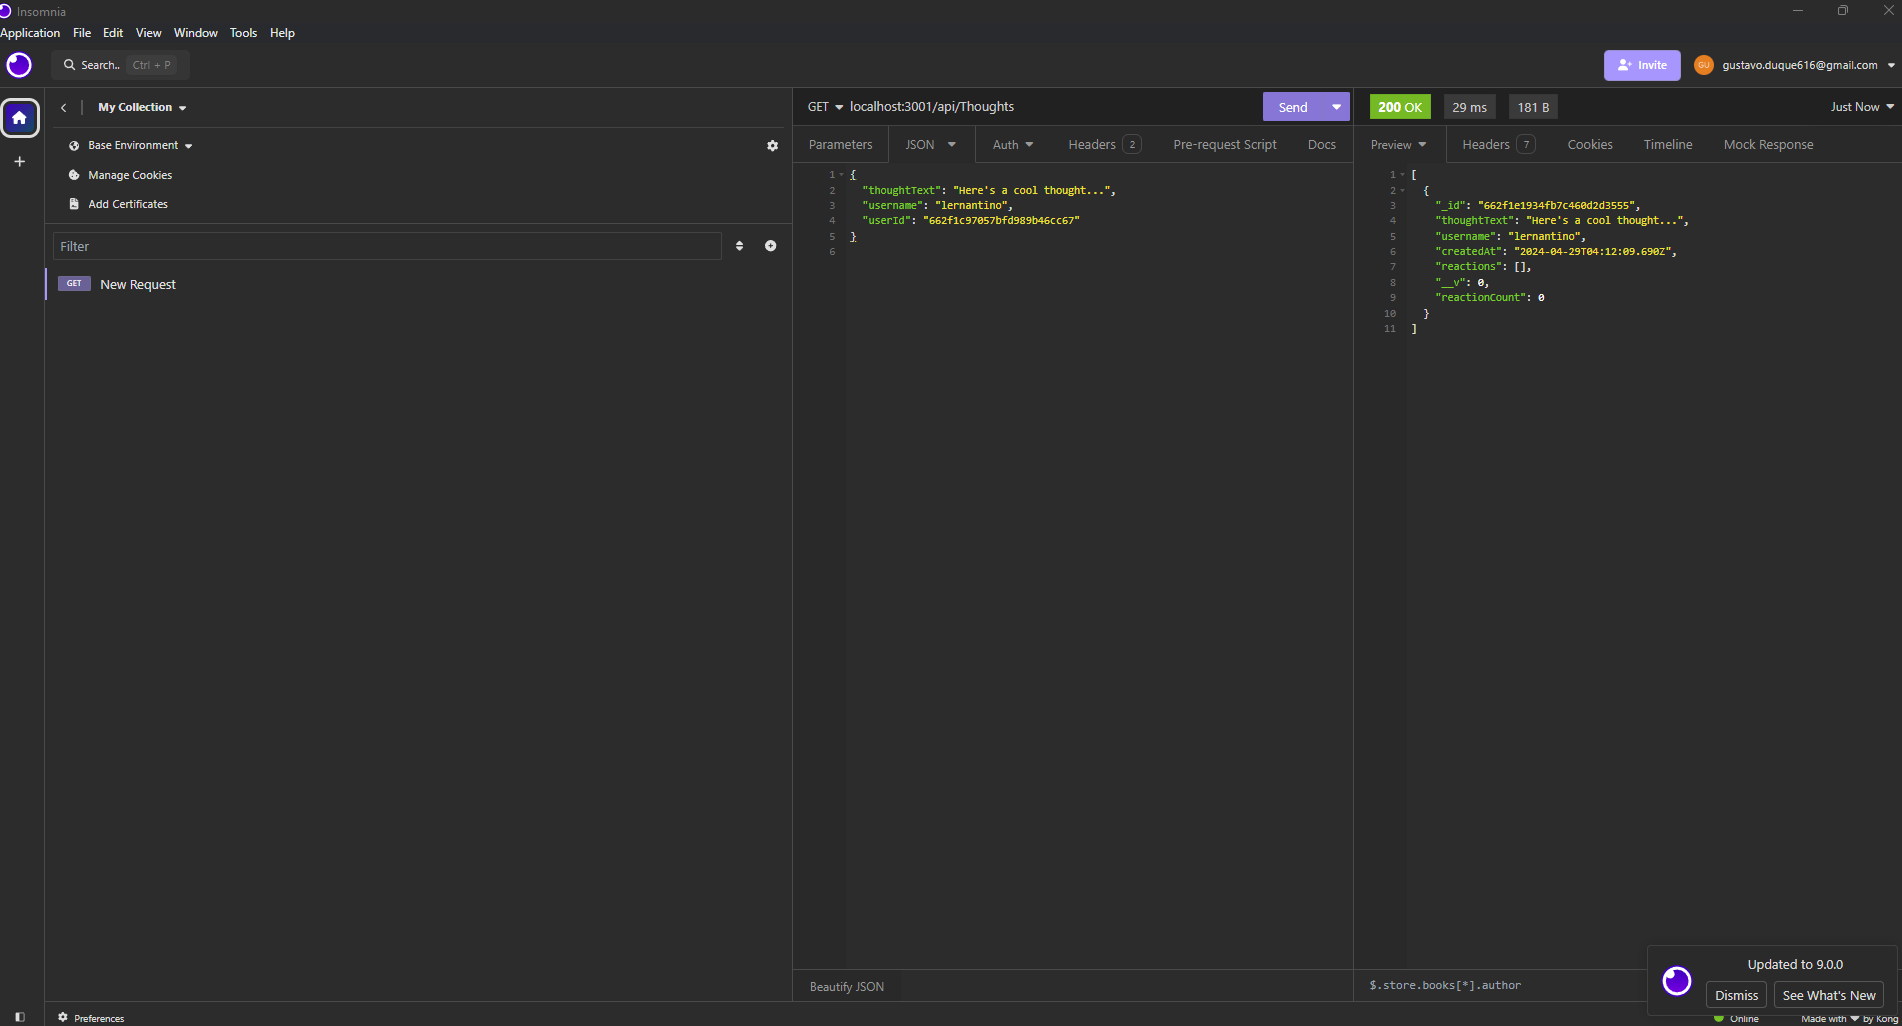 Insomnia
Application File Edit View Window Tools Help
Search.. Ctrl + P
Invite
GU gustavo.duque616@gmail.com
My Collection
Base Environment
Manage Cookies
Add Certificates
Filter
GET New Request
GET localhost:3001/api/Thoughts Send
Parameters JSON Auth Headers 2 Pre-request Script Docs
1 {
2 "thoughtText": "Here's a cool thought...",
3 "username": "lernantino",
4 "userId": "662f1c97057bfd989b46cc67"
5 }
6
Beautify JSON
200 OK 29 ms 181 B Just Now
Preview Headers 7 Cookies Timeline Mock Response
1 [
2 {
3 "_id": "662f1e1934fb7c460d2d3555",
4 "thoughtText": "Here's a cool thought...",
5 "username": "lernantino",
6 "createdAt": "2024-04-29T04:12:09.690Z",
7 "reactions": [],
8 "__v": 0,
9 "reactionCount": 0
10 }
11 ]
$.store.books[*].author
Updated to 9.0.0
Dismiss See What's New
Preferences
Online Made with ❤ by Kong